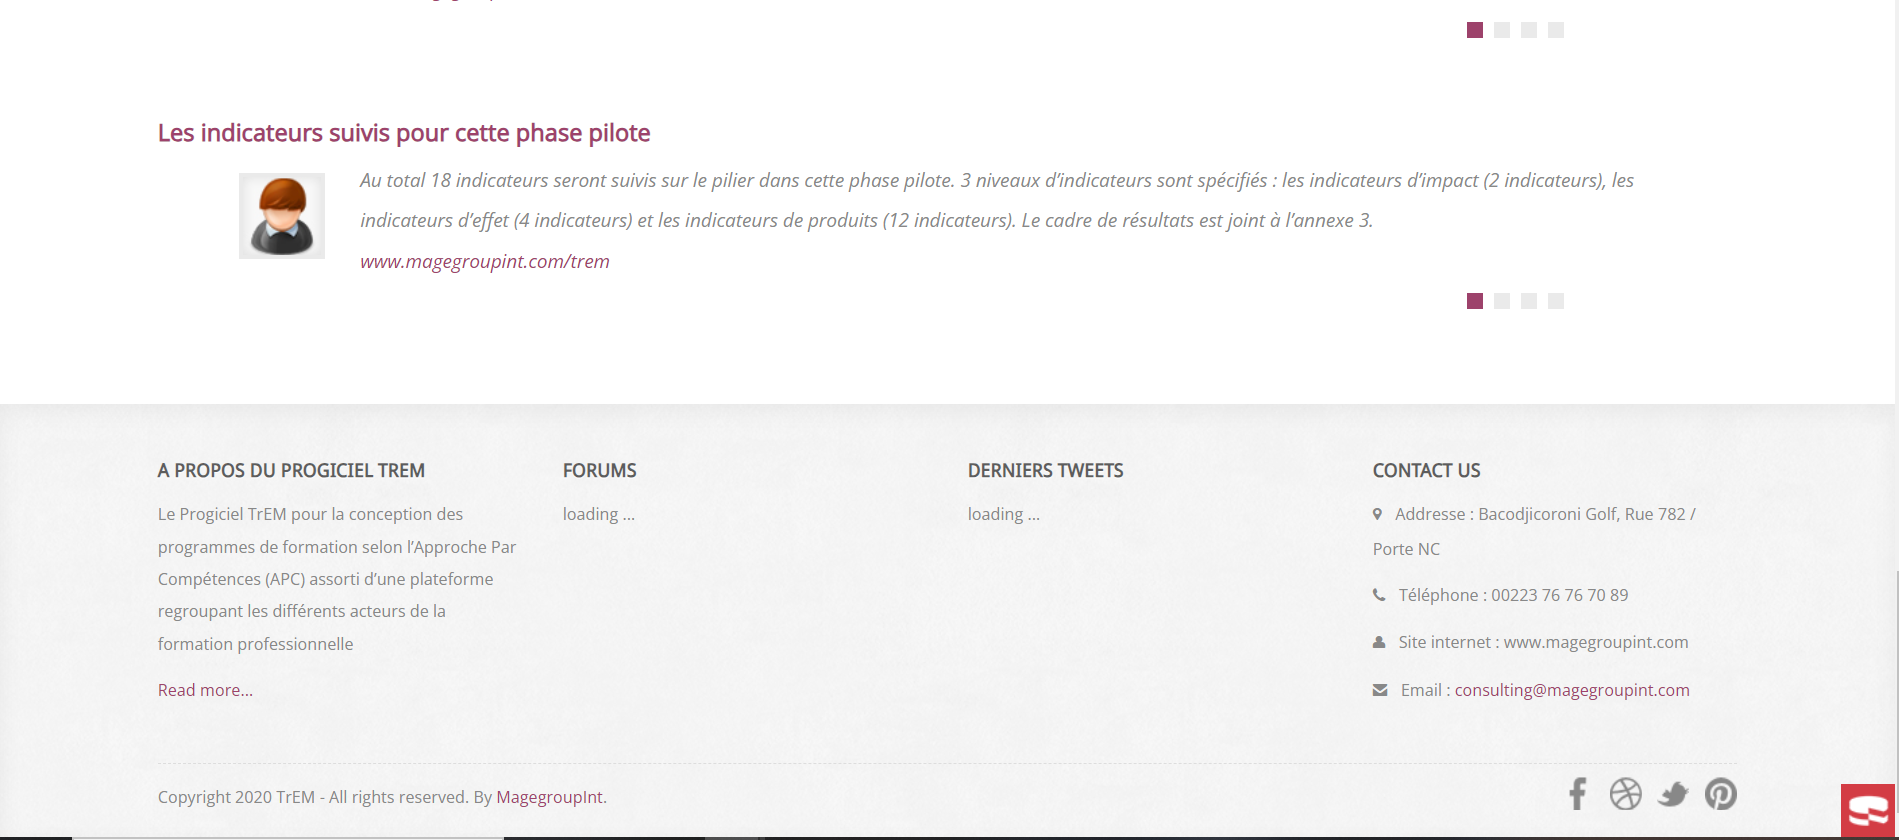 Les indicateurs suivis pour cette phase pilote
Au total 18 indicateurs seront suivis sur le pilier dans cette phase pilote. 3 niveaux d’indicateurs sont spécifiés : les indicateurs d’impact (2 indicateurs), les
indicateurs d’effet (4 indicateurs) et les indicateurs de produits (12 indicateurs). Le cadre de résultats est joint à l’annexe 3.
www.magegroupint.com/trem
A PROPOS DU PROGICIEL TREM
Le Progiciel TrEM pour la conception des
programmes de formation selon l’Approche Par
Compétences (APC) assorti d’une plateforme
regroupant les différents acteurs de la
formation professionnelle
Read more...
FORUMS
loading ...
DERNIERS TWEETS
loading ...
CONTACT US
Addresse : Bacodjicoroni Golf, Rue 782 /
Porte NC
Téléphone : 00223 76 76 70 89
Site internet : www.magegroupint.com
Email : consulting@magegroupint.com
Copyright 2020 TrEM - All rights reserved. By MagegroupInt.